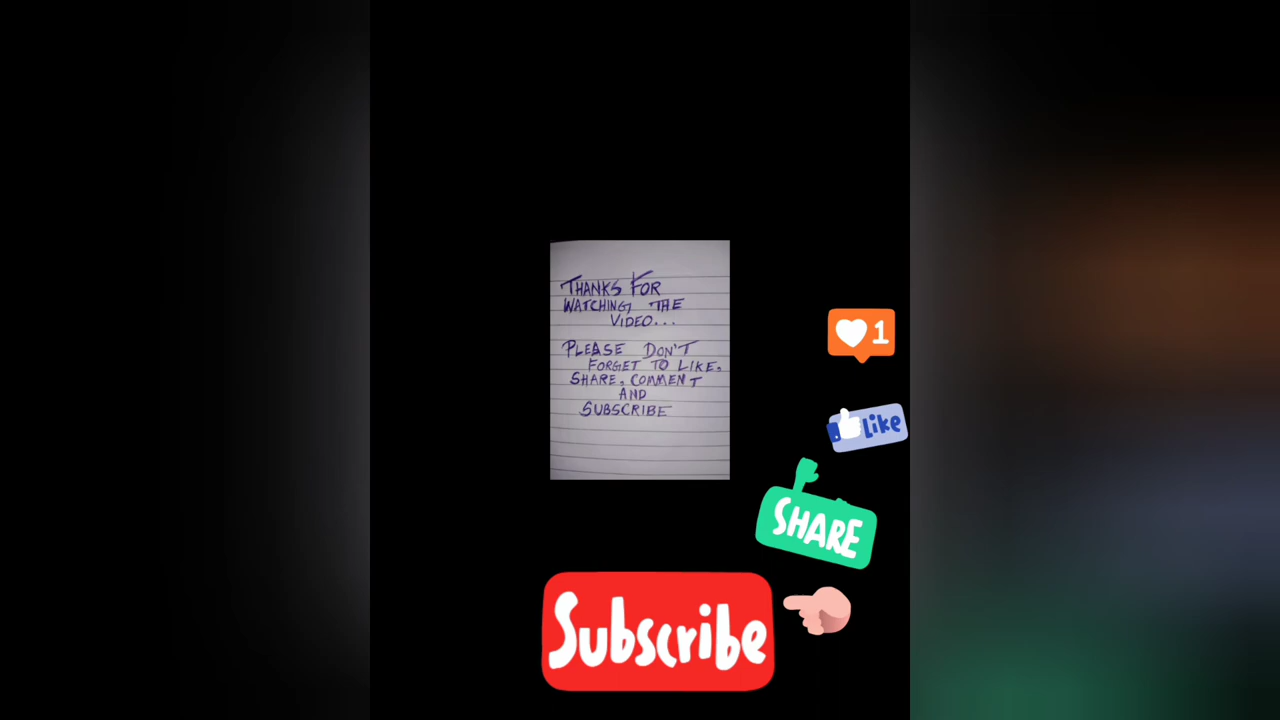 THANKS FOR
WATCHING THE
VIDEO...
PLEASE DON'T
FORGET TO LIKE,
SHARE, COMMENT
AND
SUBSCRIBE
1
Like
SHARE
Subscribe